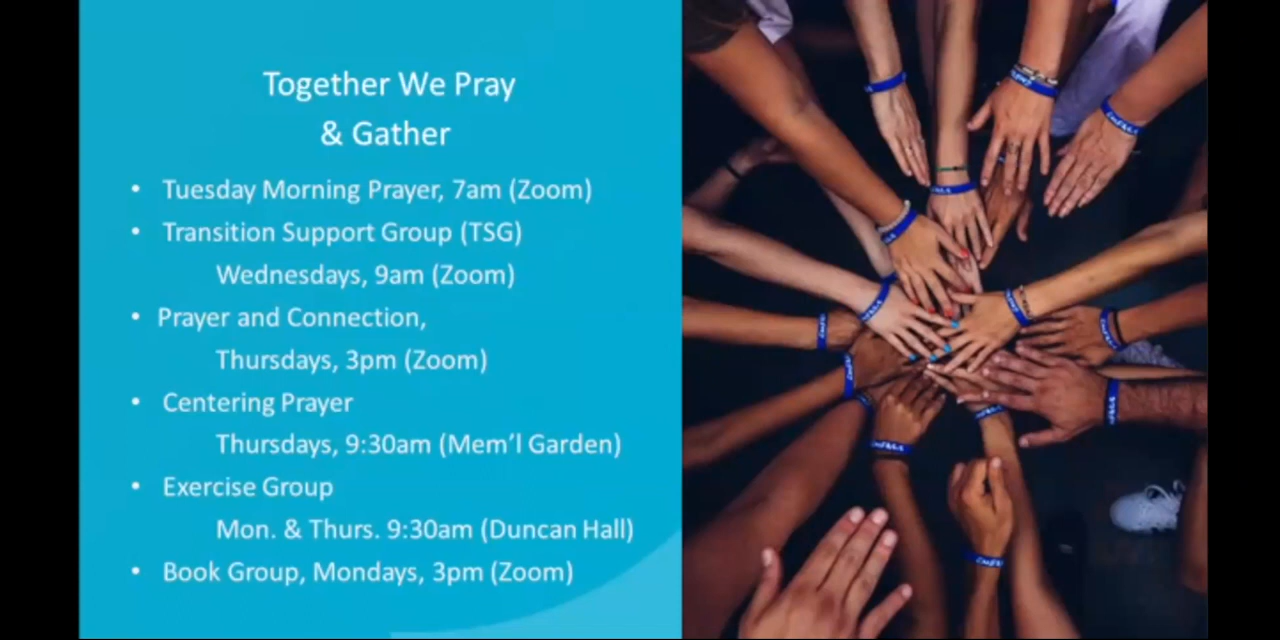 Together We Pray
& Gather
• Tuesday Morning Prayer, 7am (Zoom)
• Transition Support Group (TSG)
Wednesdays, 9am (Zoom)
• Prayer and Connection,
Thursdays, 3pm (Zoom)
• Centering Prayer
Thursdays, 9:30am (Mem’l Garden)
• Exercise Group
Mon. & Thurs. 9:30am (Duncan Hall)
• Book Group, Mondays, 3pm (Zoom)